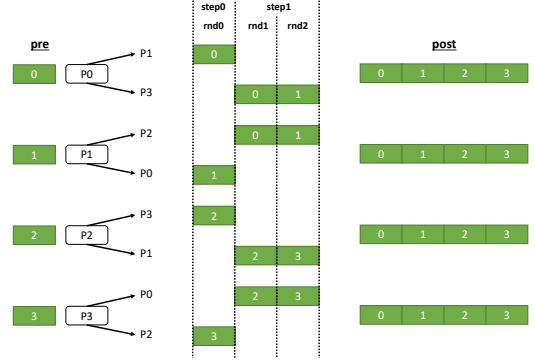 step0 step1
rnd0 rnd1 rnd2
pre post
P1 0
0 P0 0 1 2 3
P3 0 1
P2 0 1
1 P1 0 1 2 3
P0 1
P3 2
2 P2 0 1 2 3
P1 2 3
P0 2 3
3 P3 0 1 2 3
P2 3